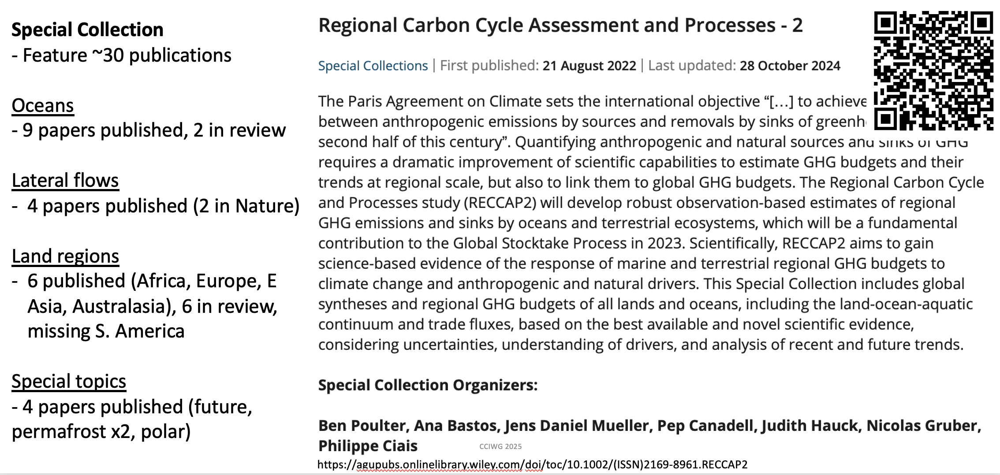 Special Collection
- Feature ~30 publications
Oceans
- 9 papers published, 2 in review
Lateral flows
- 4 papers published (2 in Nature)
Land regions
- 6 published (Africa, Europe, E
Asia, Australasia), 6 in review,
missing S. America
Special topics
- 4 papers published (future,
permafrost x2, polar)
Regional Carbon Cycle Assessment and Processes - 2
Special Collections | First published: 21 August 2022 | Last updated: 28 October 2024
The Paris Agreement on Climate sets the international objective “[…] to achieve
between anthropogenic emissions by sources and removals by sinks of
second half of this century”. Quantifying anthropogenic and natural sources and sinks of GHG
requires a dramatic improvement of scientific capabilities to estimate GHG budgets and their
trends at regional scale, but also to link them to global GHG budgets. The Regional Carbon Cycle
and Processes study (RECCAP2) will develop robust observation-based estimates of regional
GHG emissions and sinks by oceans and terrestrial ecosystems, which will be a fundamental
contribution to the Global Stocktake Process in 2023. Scientifically, RECCAP2 aims to gain
science-based evidence of the response of marine and terrestrial regional GHG budgets to
climate change and anthropogenic and natural drivers. This Special Collection includes global
syntheses and regional GHG budgets of all lands and oceans, including the land-ocean-aquatic
continuum and trade fluxes, based on the best available and novel scientific evidence,
considering uncertainties, understanding of drivers, and analysis of recent and future trends.
Special Collection Organizers:
Ben Poulter, Ana Bastos, Jens Daniel Mueller, Pep Canadell, Judith Hauck, Nicolas Gruber,
Philippe Ciais
CCIWG 2025
https://agupubs.onlinelibrary.wiley.com/doi/toc/10.1002/(ISSN)2169-8961.RECCAP2